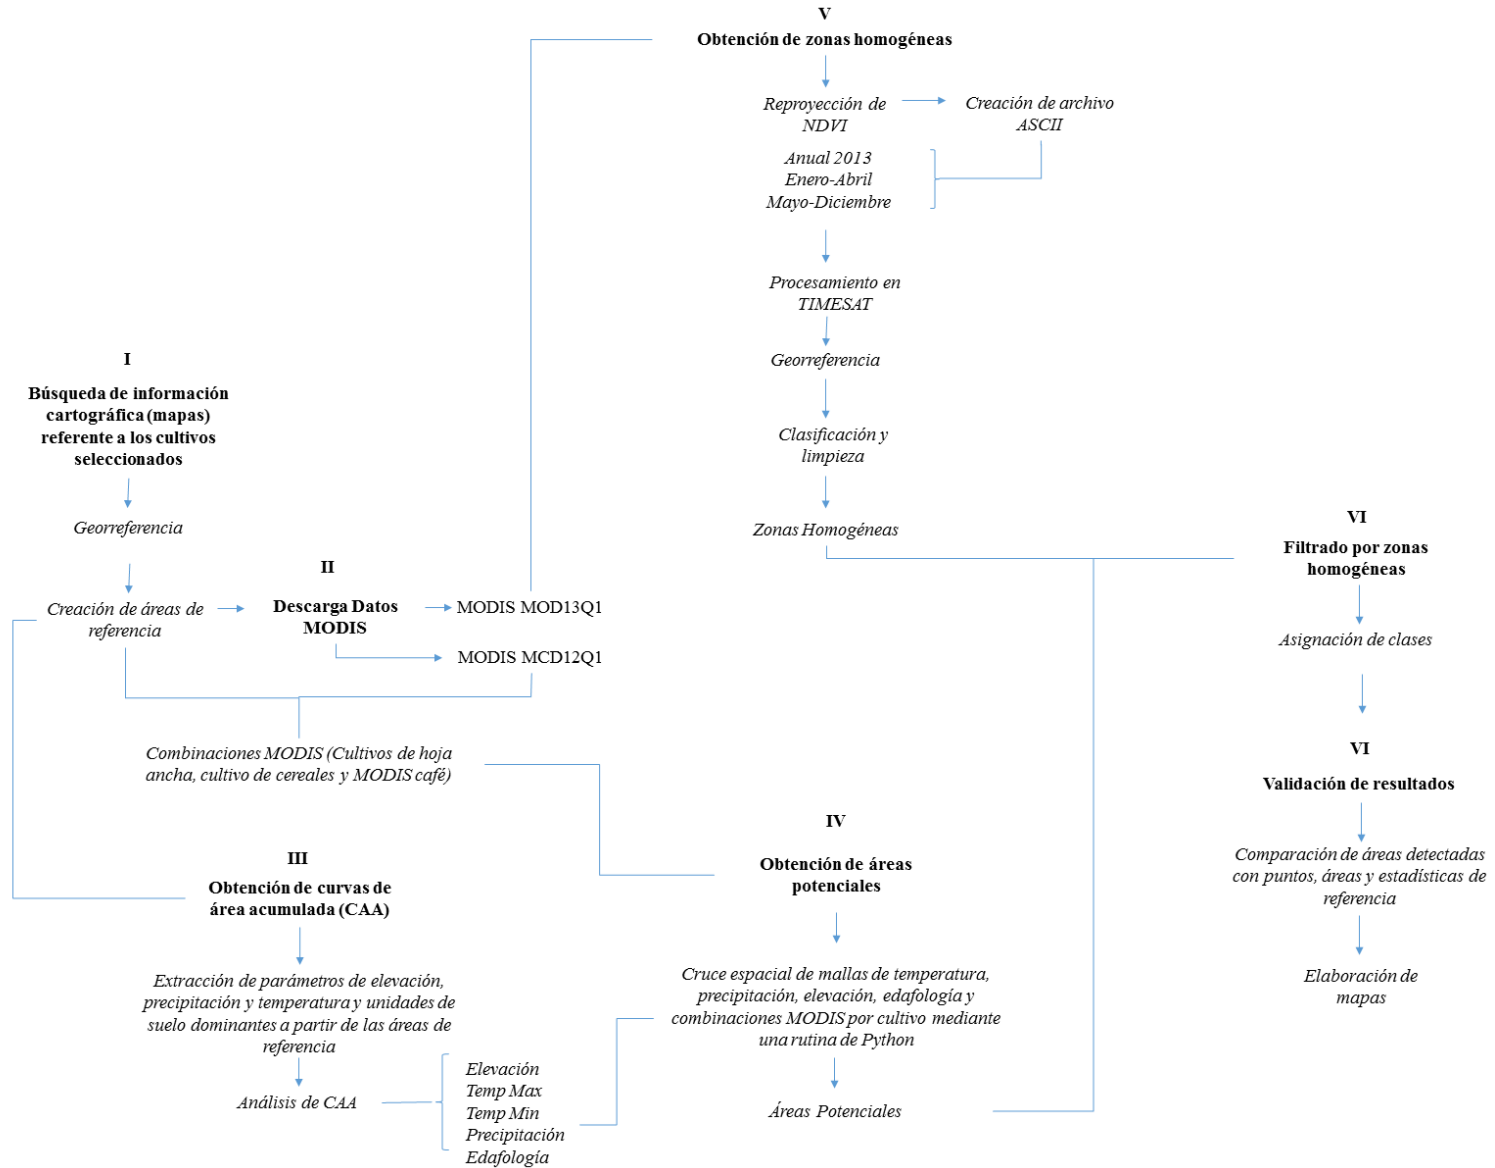 V
Obtención de zonas homogéneas
Reproyección de
NDVI
Creación de archivo
ASCII
Anual 2013
Enero-Abril
Mayo-Diciembre
Procesamiento en
TIMESAT
Georreferencia
Clasificación y
limpieza
Zonas Homogéneas
I
Búsqueda de información
cartográfica (mapas)
referente a los cultivos
seleccionados
Georreferencia
Creación de áreas de
referencia
II
Descarga Datos
MODIS
MODIS MOD13Q1
MODIS MCD12Q1
Combinaciones MODIS (Cultivos de hoja
ancha, cultivo de cereales y MODIS café)
III
Obtención de curvas de
área acumulada (CAA)
Extracción de parámetros de elevación,
precipitación y temperatura y unidades de
suelo dominantes a partir de las áreas de
referencia
Análisis de CAA
Elevación
Temp Max
Temp Min
Precipitación
Edafología
IV
Obtención de áreas
potenciales
Cruce espacial de mallas de temperatura,
precipitación, elevación, edafología y
combinaciones MODIS por cultivo mediante
una rutina de Python
Áreas Potenciales
VI
Filtrado por zonas
homogéneas
Asignación de clases
VI
Validación de resultados
Comparación de áreas detectadas
con puntos, áreas y estadísticas de
referencia
Elaboración de
mapas